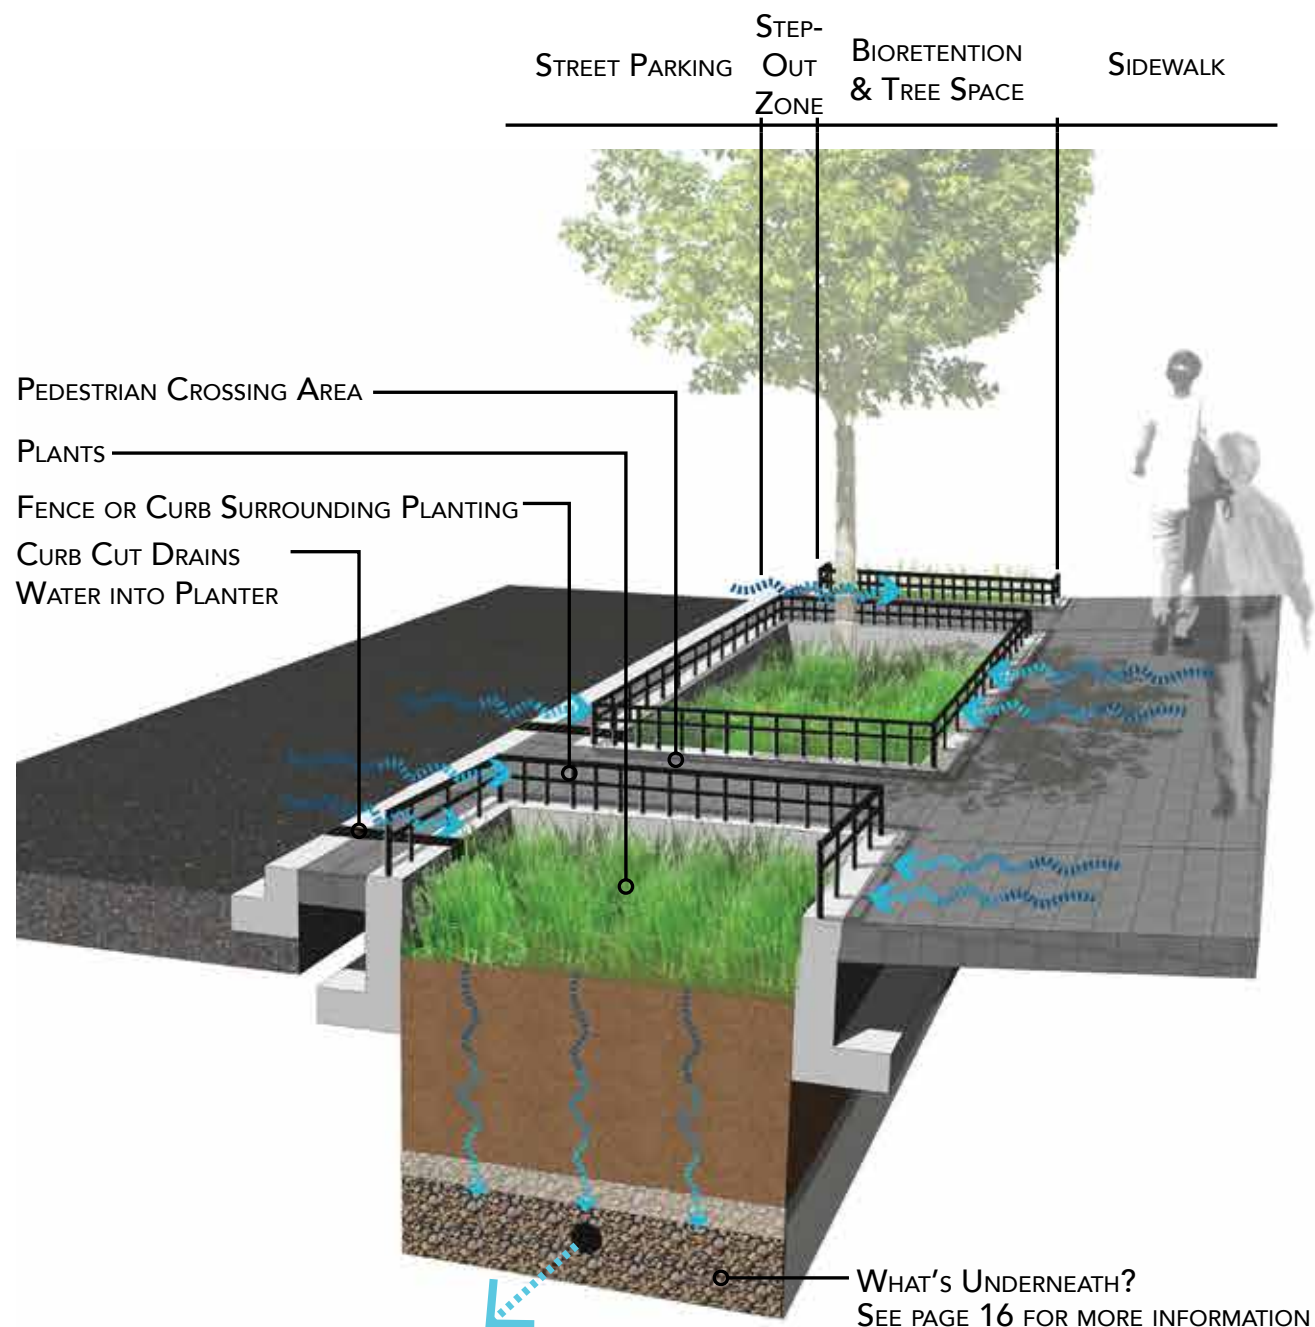 Street Parking
Step-
Out
Zone
Bioretention
& Tree Space
Sidewalk
Pedestrian Crossing Area
Plants
Fence or Curb Surrounding Planting
Curb Cut Drains
Water into Planter
What's Underneath?
See page 16 for more information